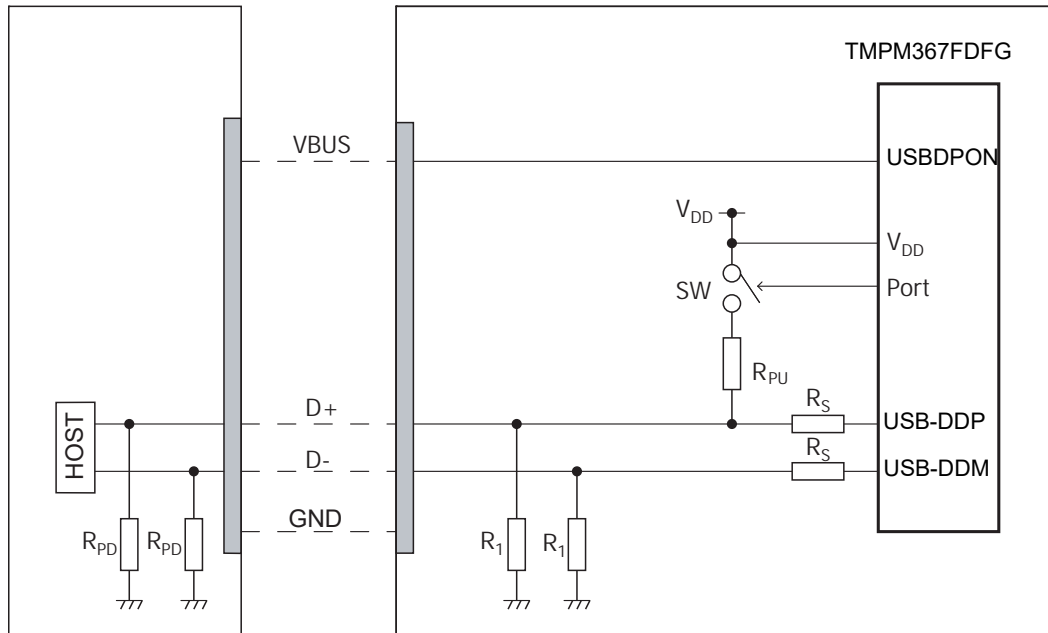 TMPM367FDFG
VBUS
USBDPON
VDD
VDD
SW
Port
RPU
HOST
D+
RS
USB-DDP
D-
RS
USB-DDM
GND
RPD
RPD
R1
R1